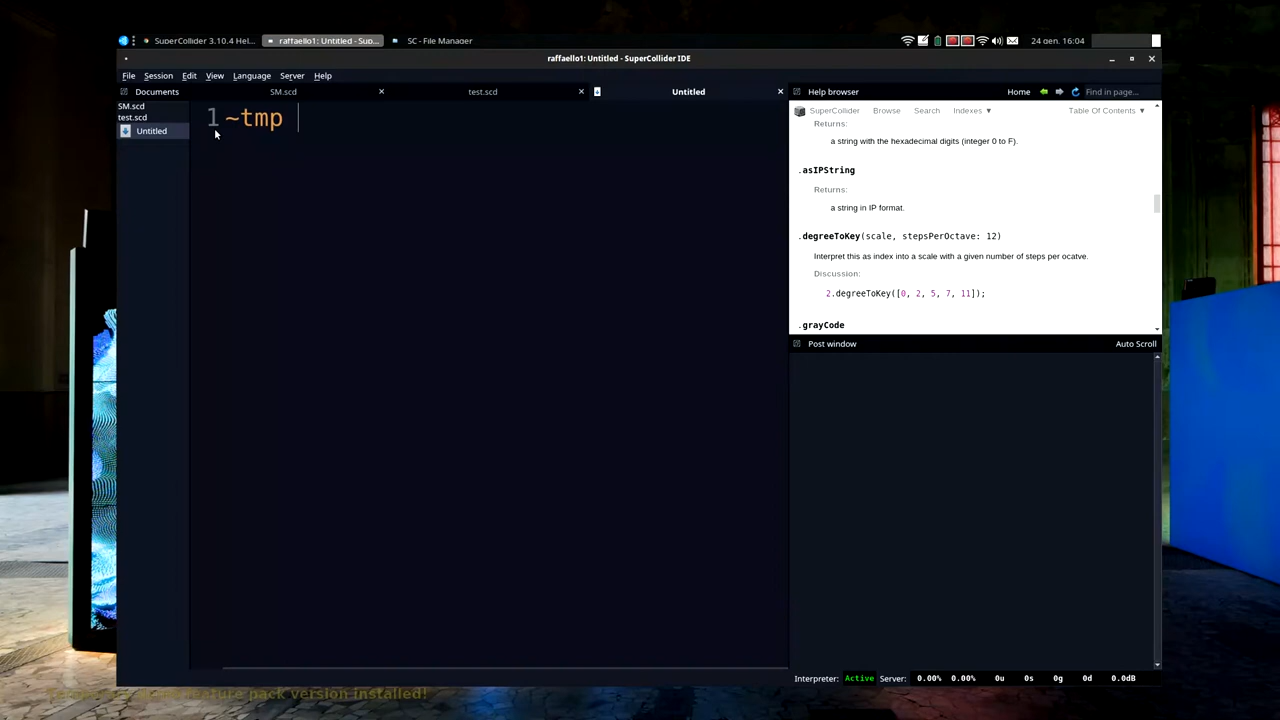 SuperCollider 3.10.4 Hel... raffaello1: Untitled - Sup... SC - File Manager 24 gen, 16:04
raffaello1: Untitled - SuperCollider IDE
File Session Edit View Language Server Help
Documents SM.scd test.scd Untitled Help browser Home Find in page...
SM.scd
test.scd
Untitled
1 ~tmp
SuperCollider Browse Search Indexes ▼ Table Of Contents ▼
Returns:
a string with the hexadecimal digits (integer 0 to F).
.asIPString
Returns:
a string in IP format.
.degreeToKey(scale, stepsPerOctave: 12)
Interpret this as index into a scale with a given number of steps per ocatve.
Discussion:
2.degreeToKey([0, 2, 5, 7, 11]);
.grayCode
Post window Auto Scroll
Interpreter: Active Server: 0.00% 0.00% 0u 0s 0g 0d 0.0dB
feature pack version installed!